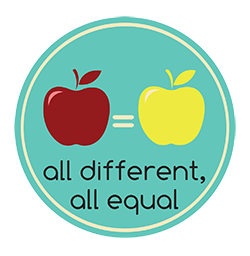 =
all different,
all equal